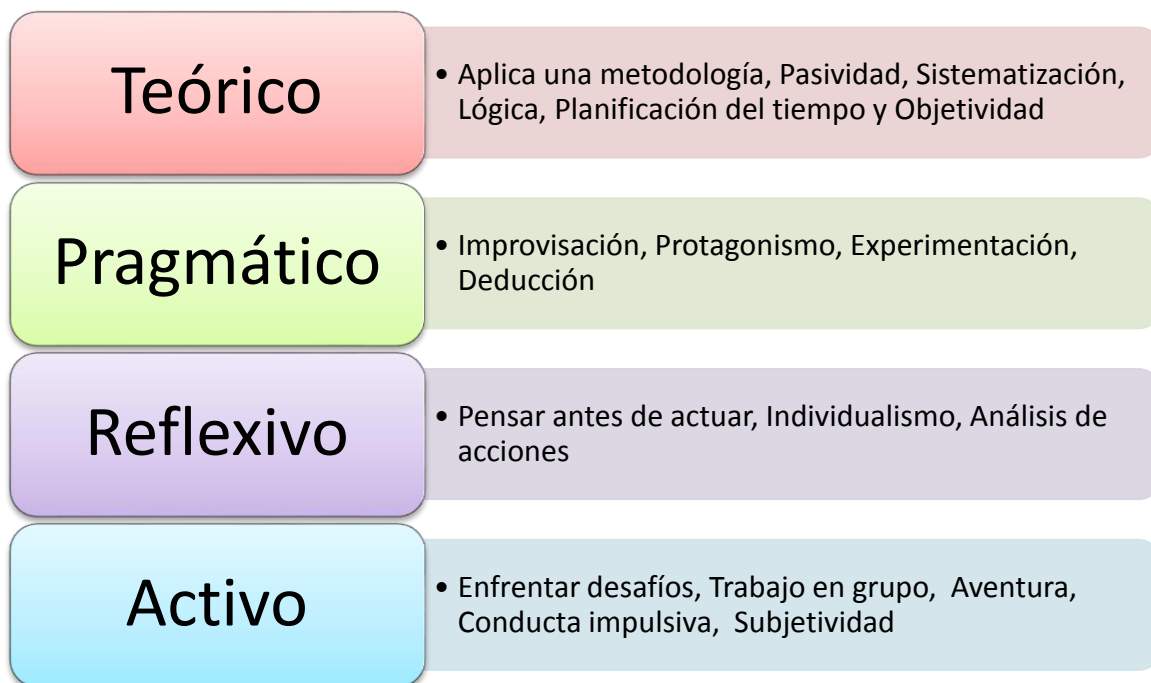 Teórico
• Aplica una metodología, Pasividad, Sistematización,
Lógica, Planificación del tiempo y Objetividad
Pragmático
• Improvisación, Protagonismo, Experimentación,
Deducción
Reflexivo
• Pensar antes de actuar, Individualismo, Análisis de
acciones
Activo
• Enfrentar desafíos, Trabajo en grupo, Aventura,
Conducta impulsiva, Subjetividad